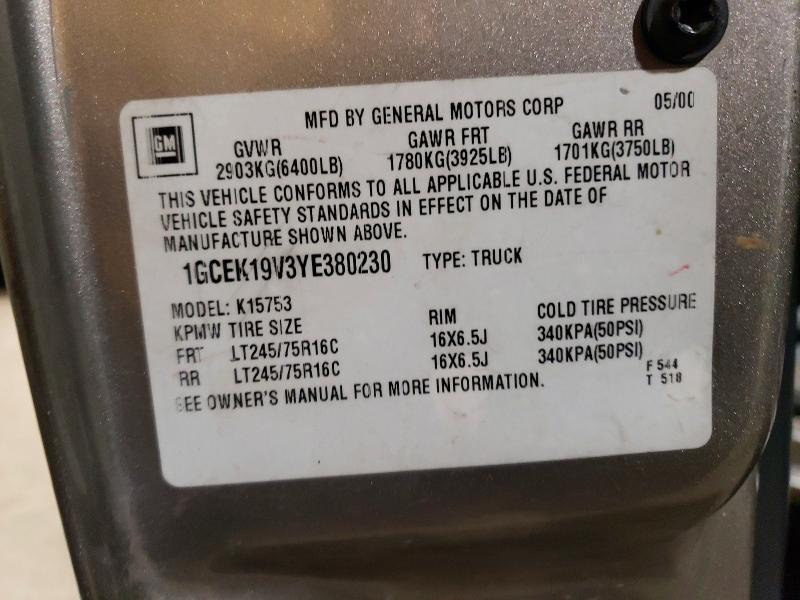 MFD BY GENERAL MOTORS CORP 05/00
GM
GVWR GAWR FRT GAWR RR
2903KG(6400LB) 1780KG(3925LB) 1701KG(3750LB)
THIS VEHICLE CONFORMS TO ALL APPLICABLE U.S. FEDERAL MOTOR
VEHICLE SAFETY STANDARDS IN EFFECT ON THE DATE OF
MANUFACTURE SHOWN ABOVE.
1GCEK19V3YE380230 TYPE: TRUCK
MODEL: K15753
KPMW TIRE SIZE RIM COLD TIRE PRESSURE
FRT LT245/75R16C 16X6.5J 340KPA(50PSI)
RR LT245/75R16C 16X6.5J 340KPA(50PSI)
SEE OWNER'S MANUAL FOR MORE INFORMATION.
F 544
T 518